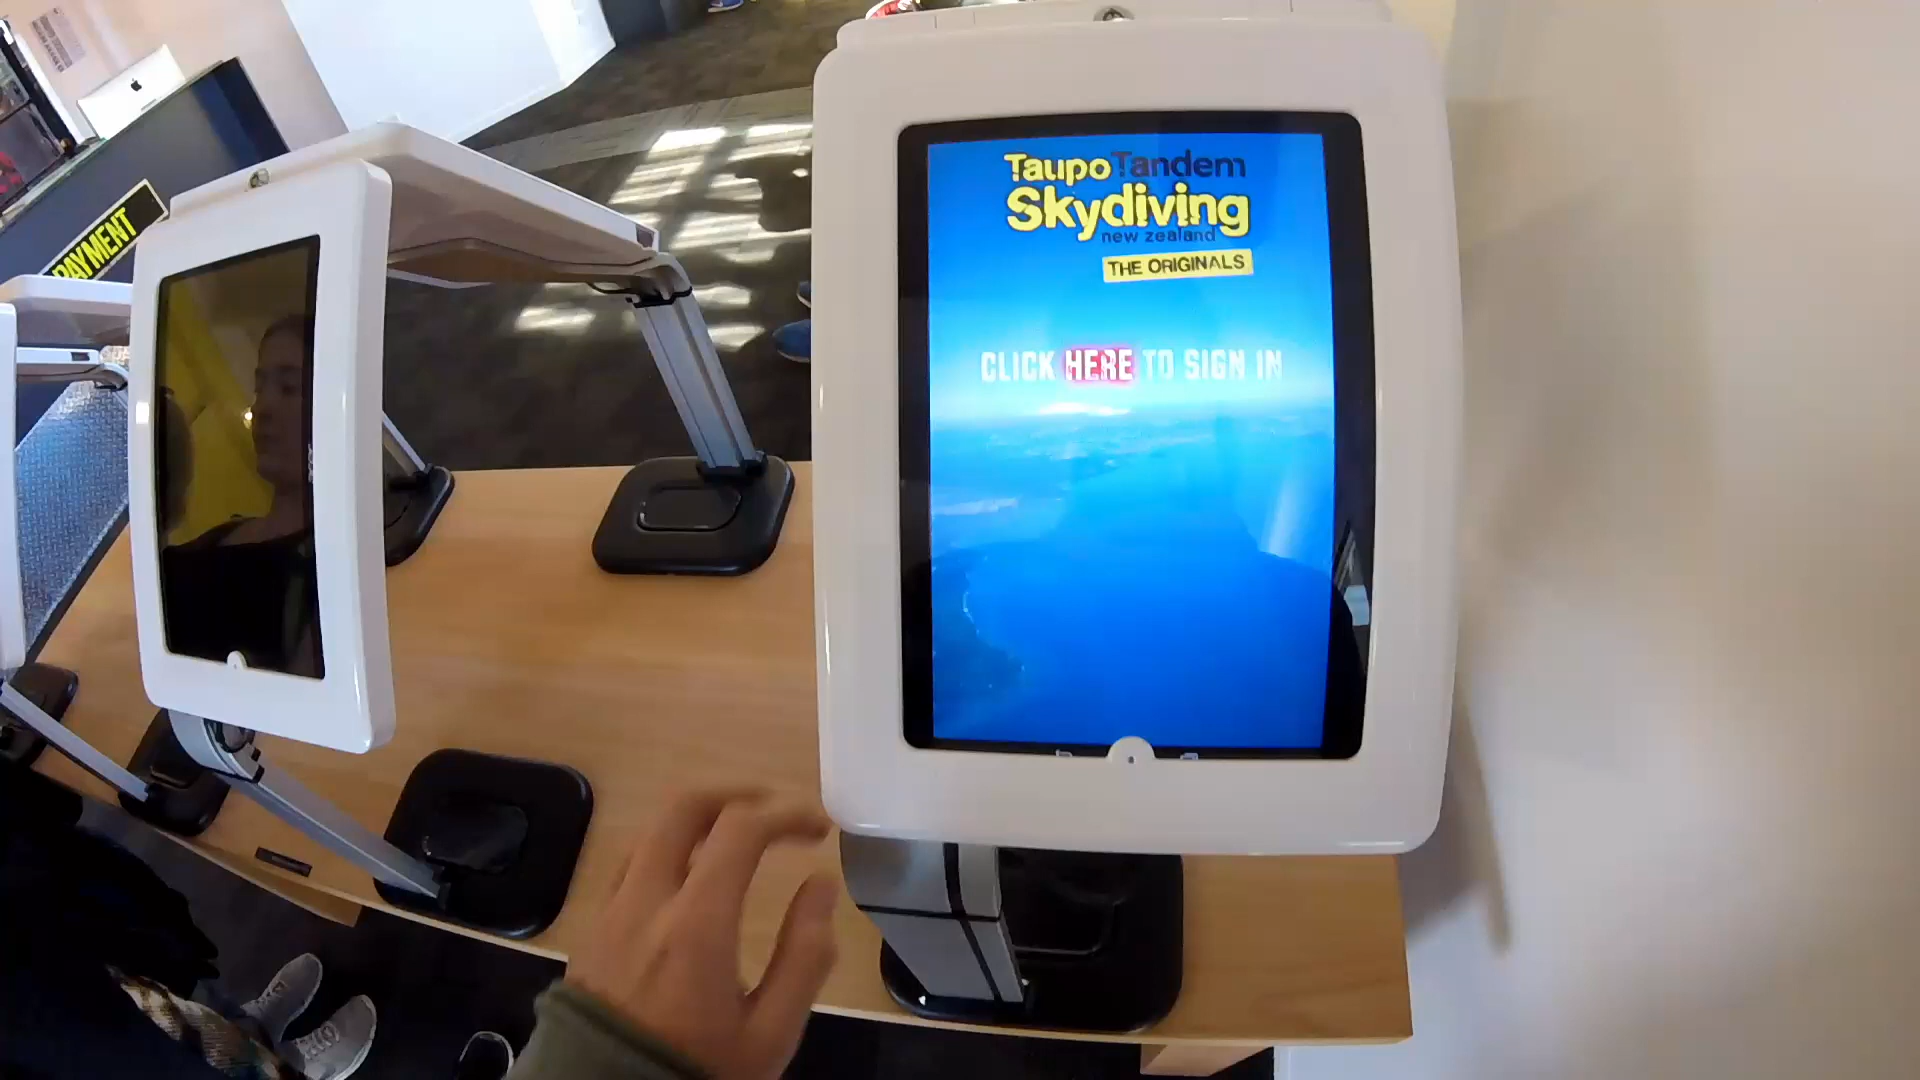 PAYMENT
Taupo Tandem
Skydiving
new zealand
THE ORIGINALS
CLICK HERE TO SIGN IN